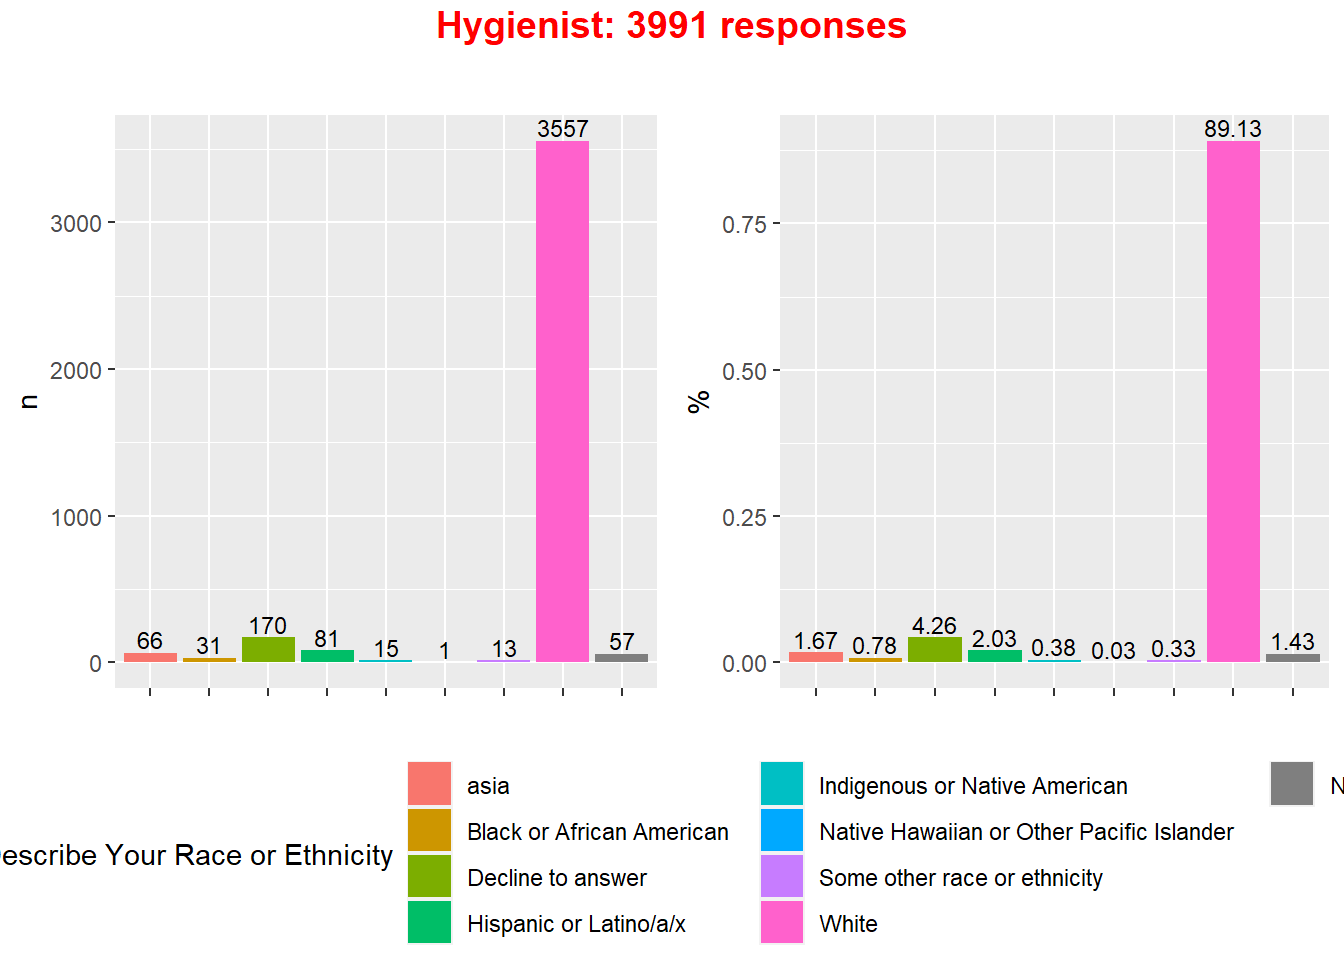 Hygienist: 3991 responses
n
3000
2000
1000
0
66 31 170 81 15 1 13 3557 57
%
0.75
0.50
0.25
0.00
1.67 0.78 4.26 2.03 0.38 0.03 0.33 89.13 1.43
escribe Your Race or Ethnicity
asia
Black or African American
Decline to answer
Hispanic or Latino/a/x
Indigenous or Native American
Native Hawaiian or Other Pacific Islander
Some other race or ethnicity
White
N